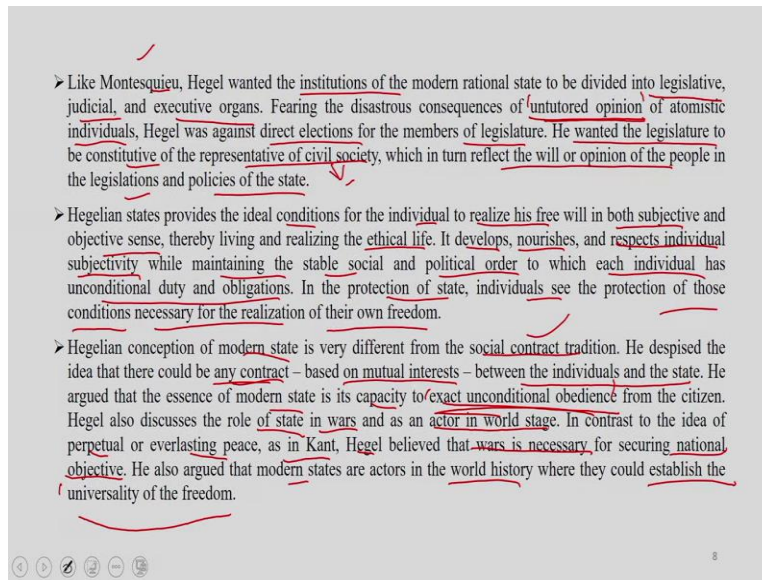 ➢ Like Montesquieu, Hegel wanted the institutions of the modern rational state to be divided into legislative,
judicial, and executive organs. Fearing the disastrous consequences of 'untutored opinion' of atomistic
individuals, Hegel was against direct elections for the members of legislature. He wanted the legislature to
be constitutive of the representative of civil society, which in turn reflect the will or opinion of the people in
the legislations and policies of the state.
➢ Hegelian states provides the ideal conditions for the individual to realize his free will in both subjective and
objective sense, thereby living and realizing the ethical life. It develops, nourishes, and respects individual
subjectivity while maintaining the stable social and political order to which each individual has
unconditional duty and obligations. In the protection of state, individuals see the protection of those
conditions necessary for the realization of their own freedom.
➢ Hegelian conception of modern state is very different from the social contract tradition. He despised the
idea that there could be any contract – based on mutual interests – between the individuals and the state. He
argued that the essence of modern state is its capacity to 'exact unconditional obedience' from the citizen.
Hegel also discusses the role of state in wars and as an actor in world stage. In contrast to the idea of
perpetual or everlasting peace, as in Kant, Hegel believed that wars is necessary for securing national
objective. He also argued that modern states are actors in the world history where they could establish the
universality of the freedom.
8